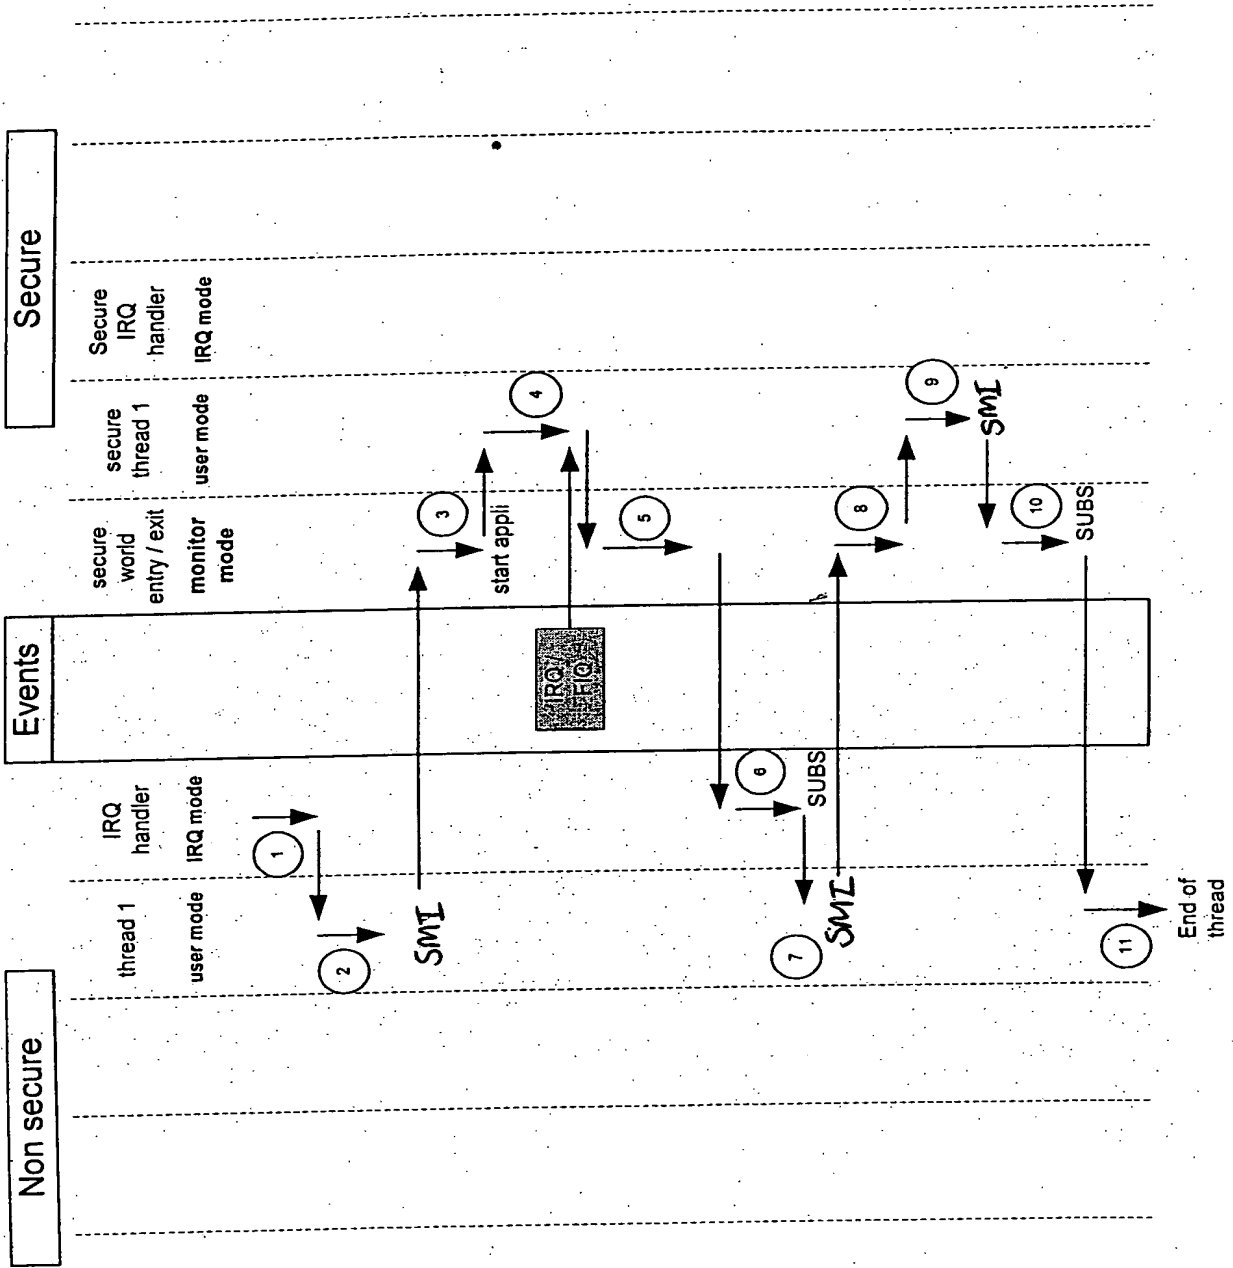 Non secure
Events
Secure
thread 1
user mode
IRQ
handler
IRQ mode
secure
world
entry / exit
monitor
mode
secure
thread 1
user mode
Secure
IRQ
handler
IRQ mode
1
2
SMI
3
start appli
4
IRQ/
FIQ
5
6
SUBS
7
SMI
8
9
SMI
10
SUBS
11
End of
thread